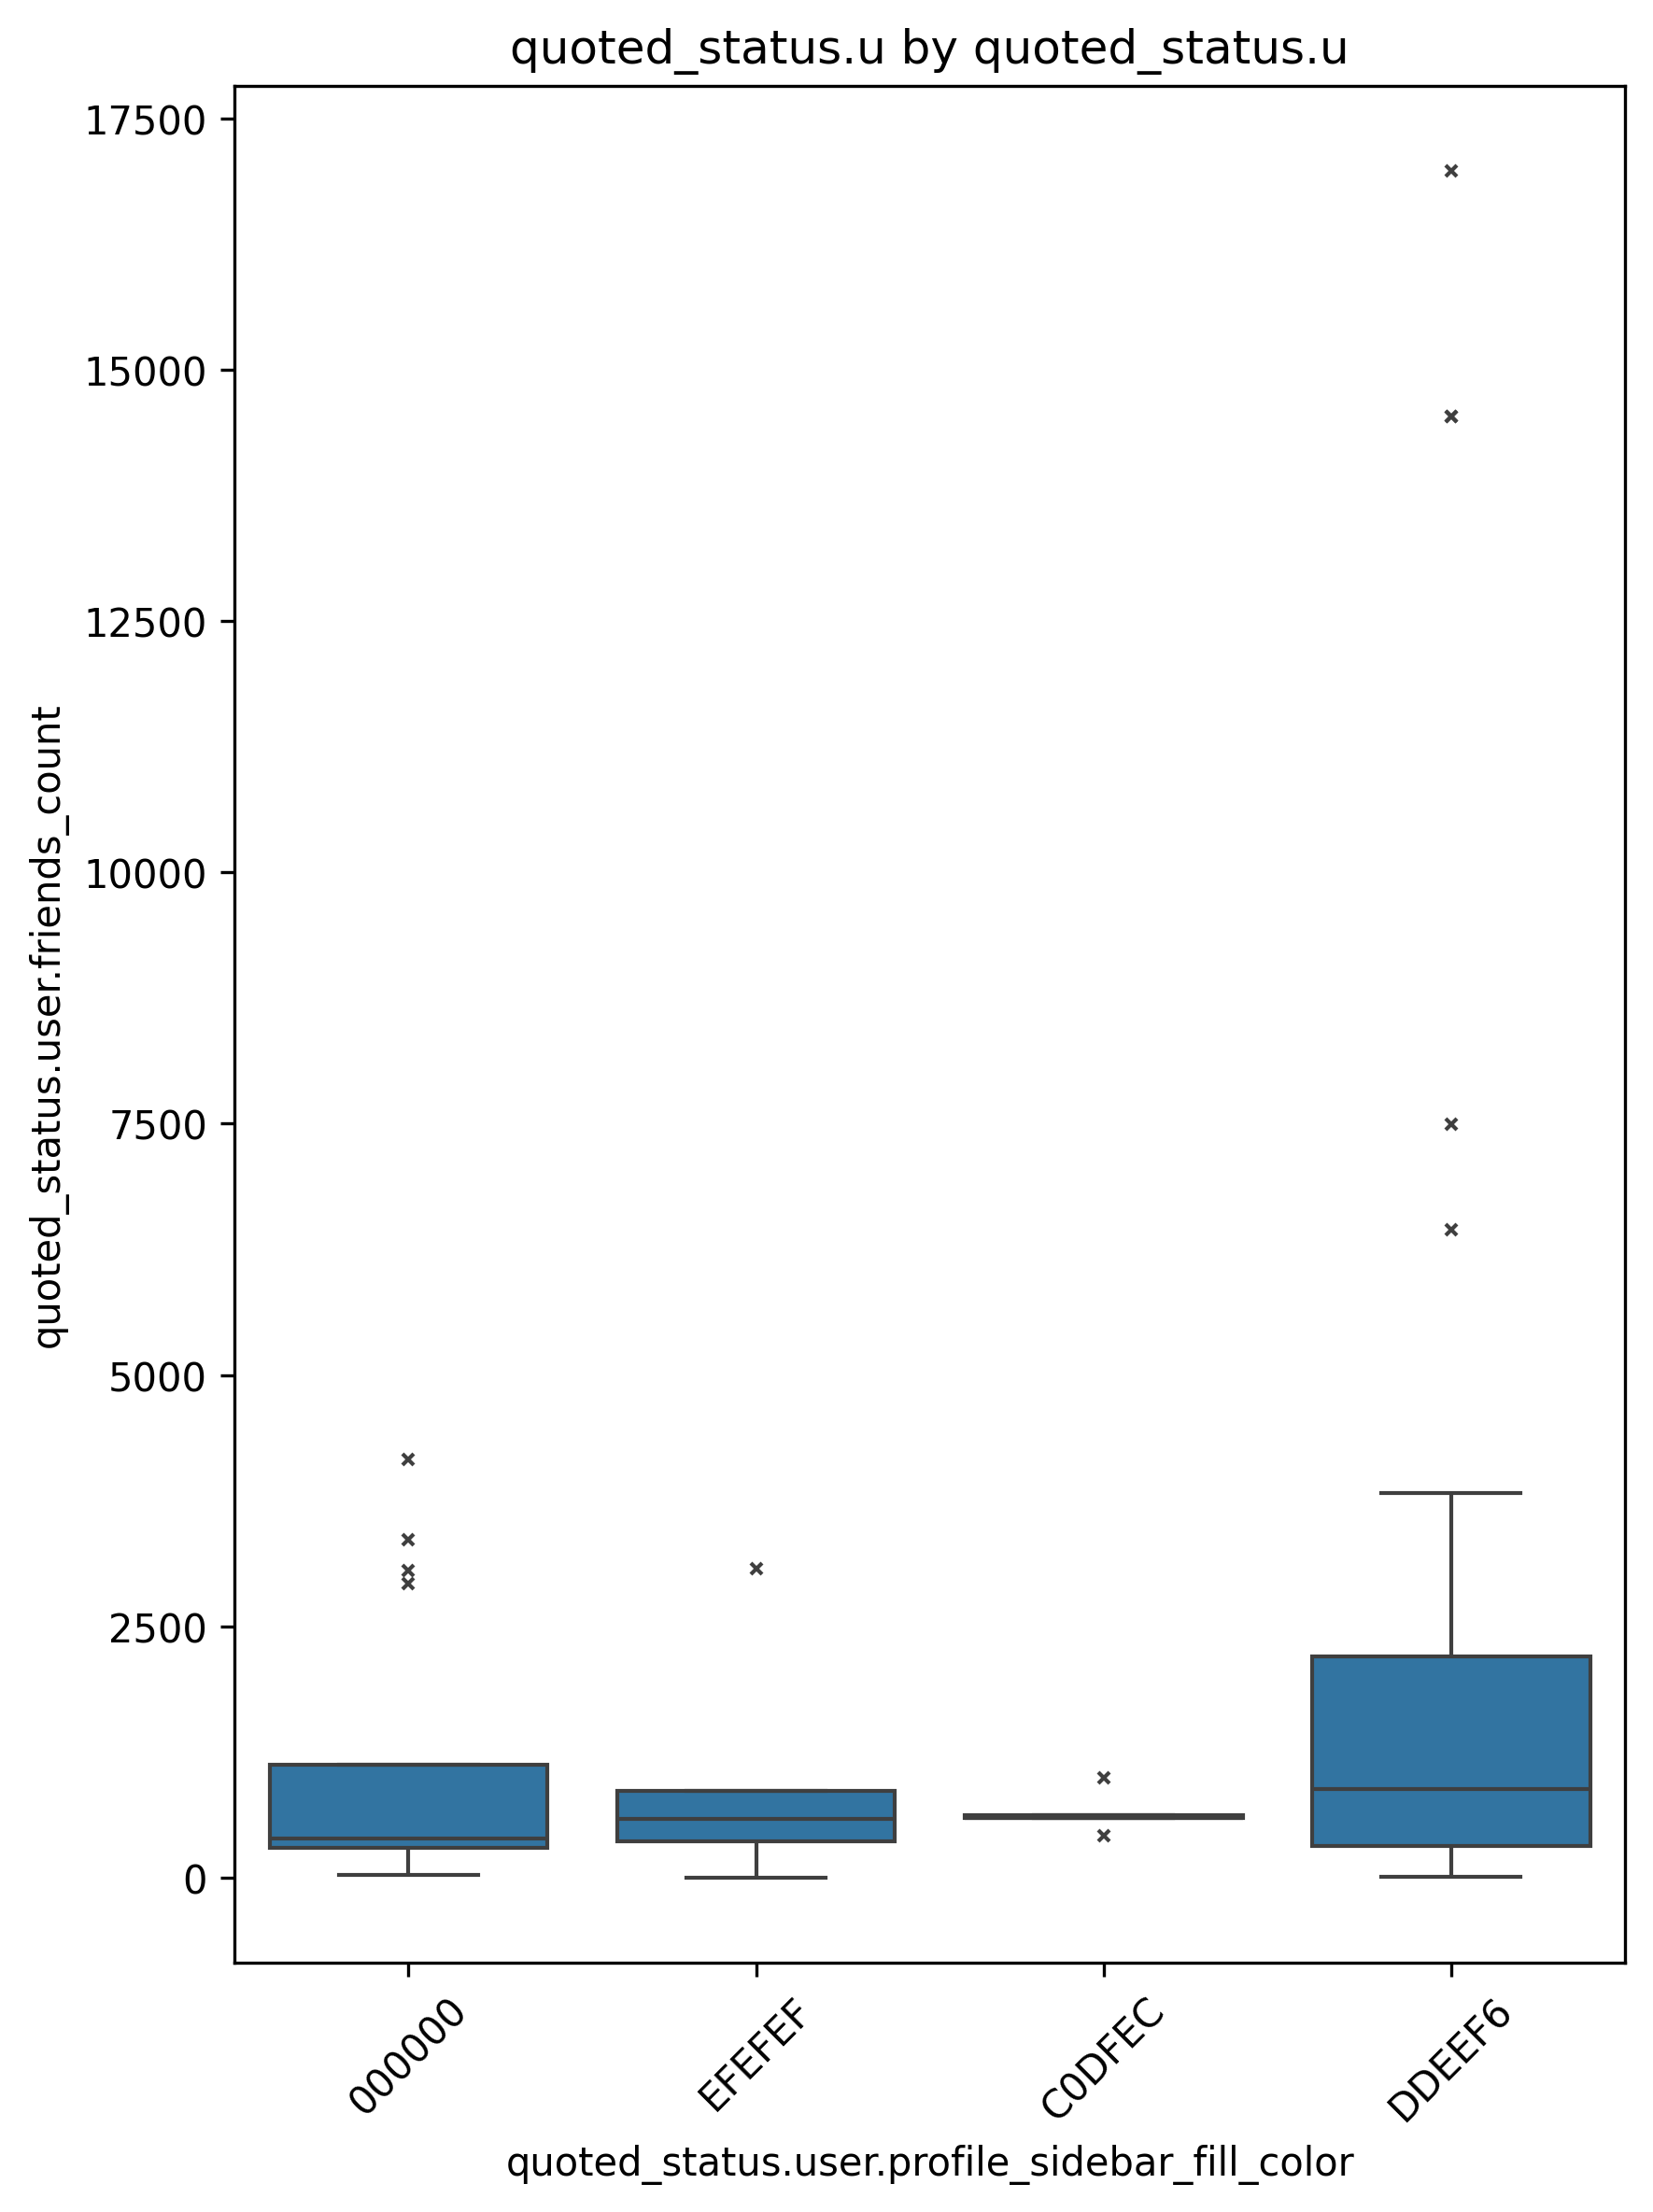 quoted_status.u by quoted_status.u
17500
15000
12500
10000
7500
5000
2500
0
quoted_status.user.friends_count
000000
EFEFEF
C0DFEC
DDEEF6
quoted_status.user.profile_sidebar_fill_color